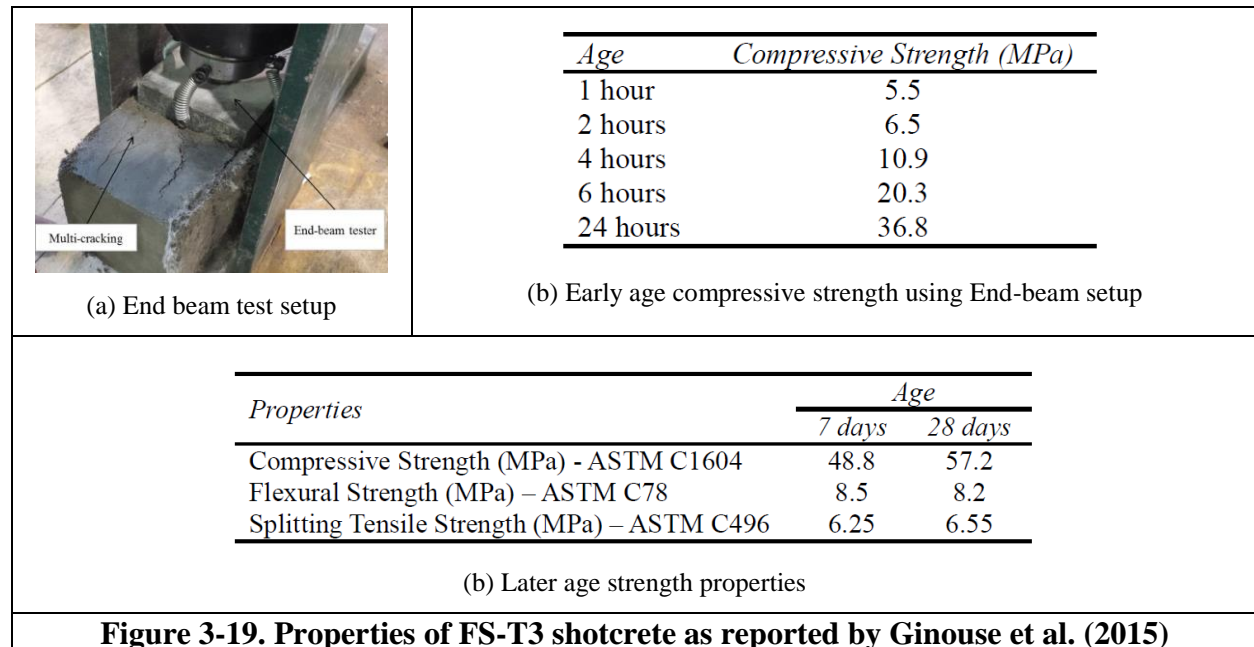 Multi-cracking
End-beam tester
(a) End beam test setup
Age Compressive Strength (MPa)
1 hour 5.5
2 hours 6.5
4 hours 10.9
6 hours 20.3
24 hours 36.8
(b) Early age compressive strength using End-beam setup
Properties Age
7 days 28 days
Compressive Strength (MPa) - ASTM C1604 48.8 57.2
Flexural Strength (MPa) – ASTM C78 8.5 8.2
Splitting Tensile Strength (MPa) – ASTM C496 6.25 6.55
(b) Later age strength properties
Figure 3-19. Properties of FS-T3 shotcrete as reported by Ginouse et al. (2015)